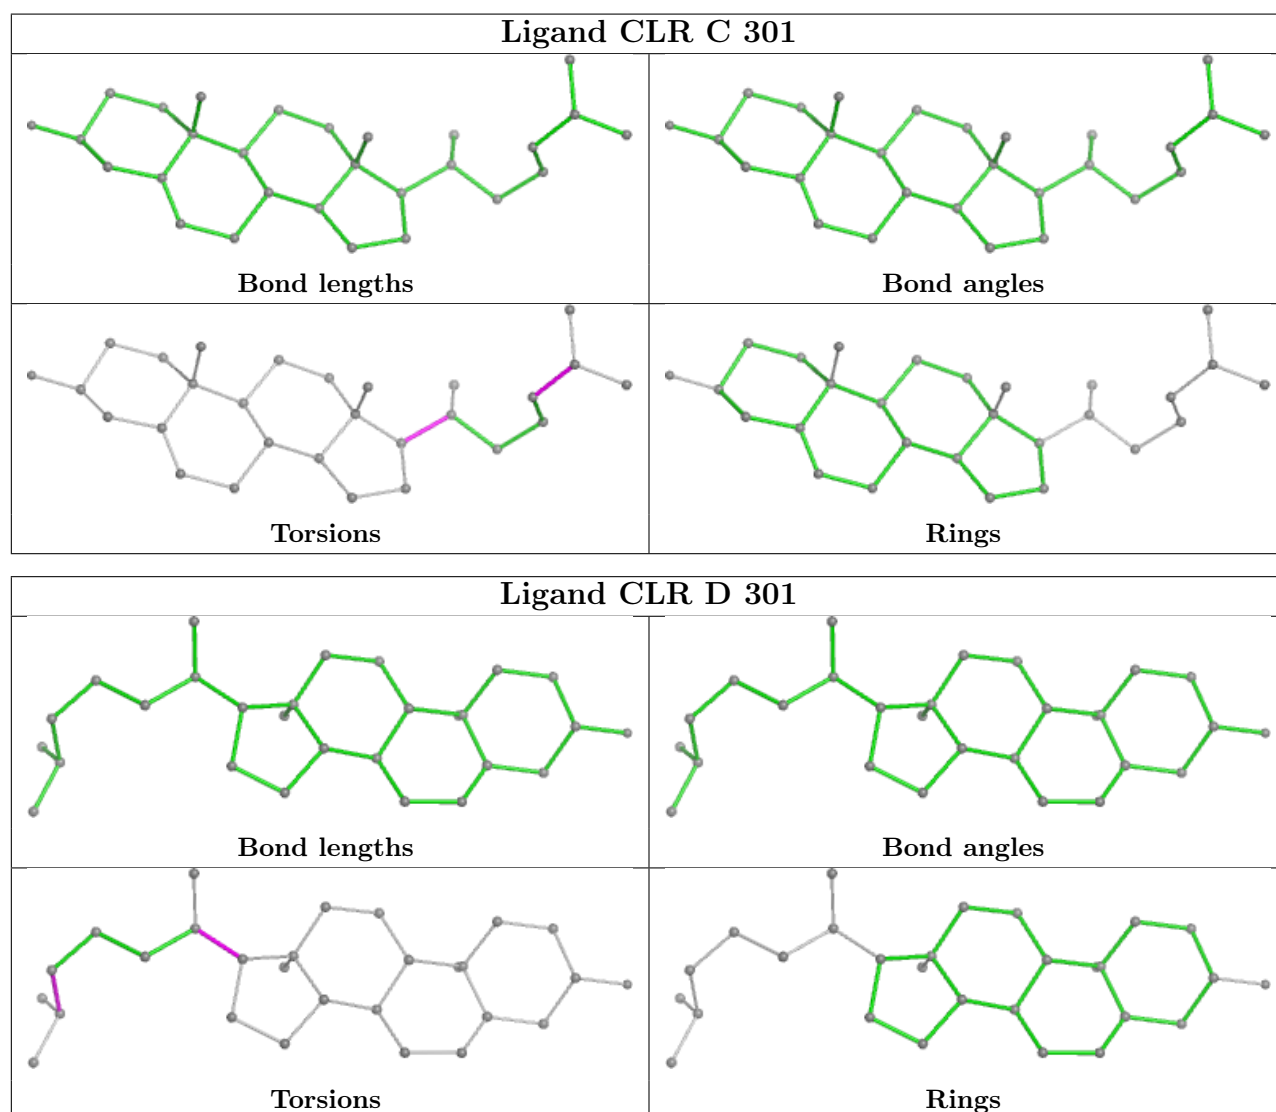 Ligand CLR C 301
Bond lengths
Bond angles
Torsions
Rings
Ligand CLR D 301
Bond lengths
Bond angles
Torsions
Rings